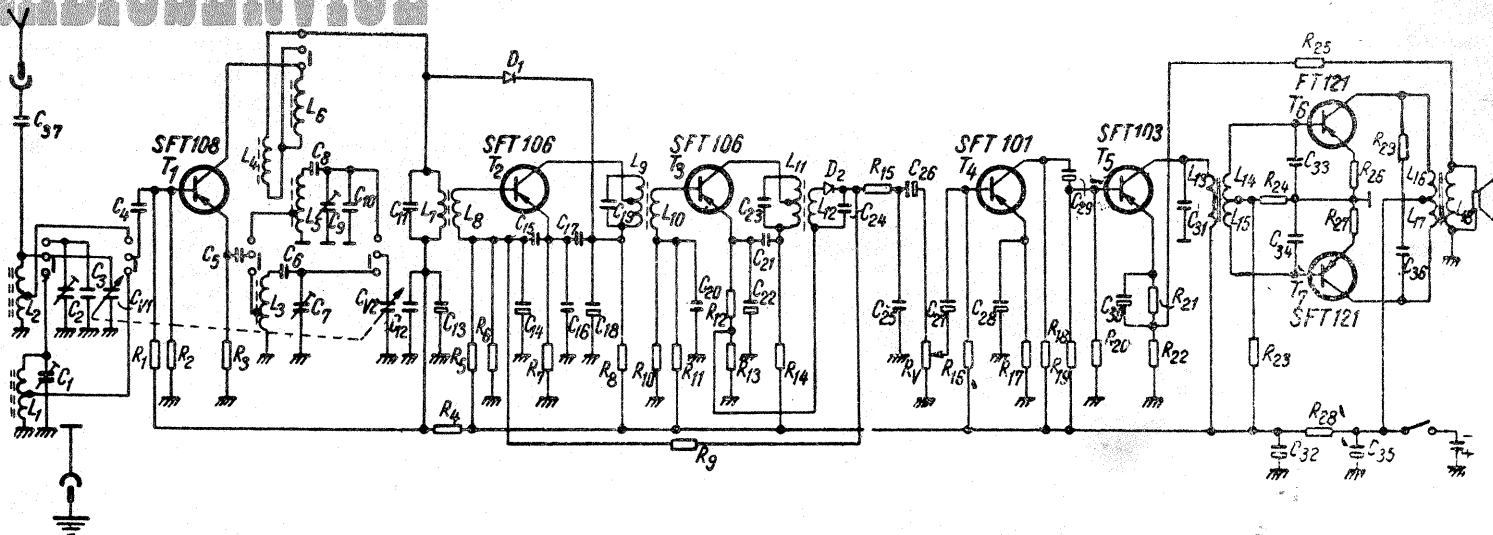 RADIOSERVICE
R25
D1
FT121
T6
C37
L6
SFT108
T1
L4
C8
SFT106
T2
L9
SFT106
T3
L11
D2
R15
C26
SFT101
T4
SFT103
T5
C33
R26
R29
L16
C4
L5
C9
C10
C11
L7
L8
C15
C17
C19
L10
C23
L12
C24
C29
L13
L14
L15
R24
R27
L17
L18
C5
C6
C31
C34
T7
SFT121
C36
L2
C2
C3
CV1
L3
C7
CV2
C12
C13
C14
C16
C18
C20
R12
C21
C22
C25
C27
C28
C30
R21
R1
R2
R3
R5
R6
R7
R8
R10
R11
R13
R14
RV
R16
R17
R18
R19
R20
R22
R23
L1
C1
R4
R9
C32
R28
C35
- +